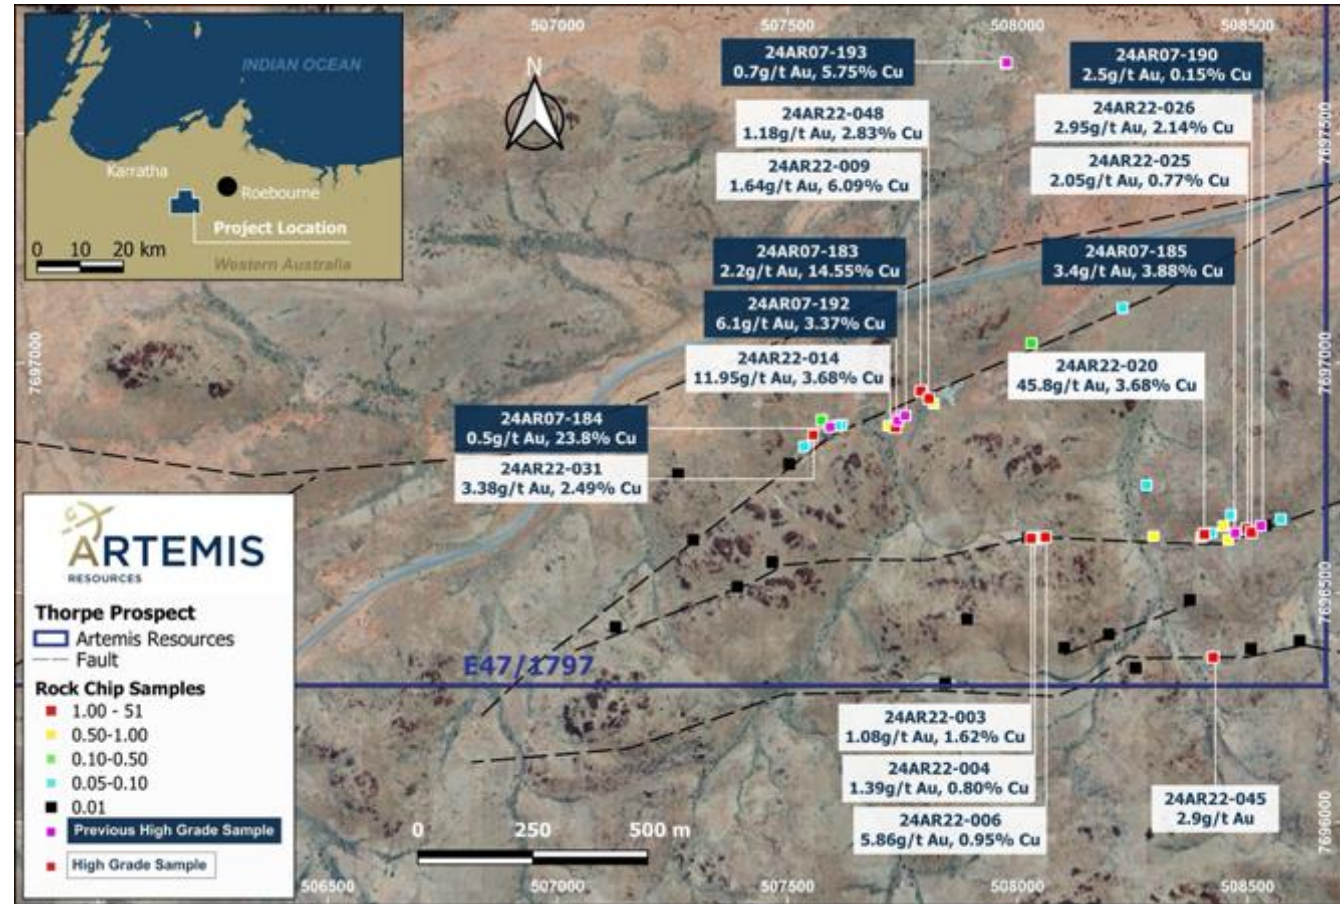 507000
507500
508000
508500
INDIAN OCEAN
Karratha
Roebourne
Project Location
0 10 20 km
Western Australia
N
24AR07-193
0.7g/t Au, 5.75% Cu
24AR22-048
1.18g/t Au, 2.83% Cu
24AR22-009
1.64g/t Au, 6.09% Cu
24AR07-190
2.5g/t Au, 0.15% Cu
24AR22-026
2.95g/t Au, 2.14% Cu
24AR22-025
2.05g/t Au, 0.77% Cu
7697500
24AR07-183
2.2g/t Au, 14.55% Cu
24AR07-192
6.1g/t Au, 3.37% Cu
24AR22-014
11.95g/t Au, 3.68% Cu
24AR07-185
3.4g/t Au, 3.88% Cu
24AR22-020
45.8g/t Au, 3.68% Cu
7697000
7697000
24AR07-184
0.5g/t Au, 23.8% Cu
24AR22-031
3.38g/t Au, 2.49% Cu
7696500
E47/1797
ARTEMIS
RESOURCES
Thorpe Prospect
Artemis Resources
Fault
Rock Chip Samples
1.00 - 51
0.50-1.00
0.10-0.50
0.05-0.10
0.01
Previous High Grade Sample
High Grade Sample
24AR22-003
1.08g/t Au, 1.62% Cu
24AR22-004
1.39g/t Au, 0.80% Cu
24AR22-006
5.86g/t Au, 0.95% Cu
24AR22-045
2.9g/t Au
7696000
0 250 500 m
506500
507000
507500
508000
508500